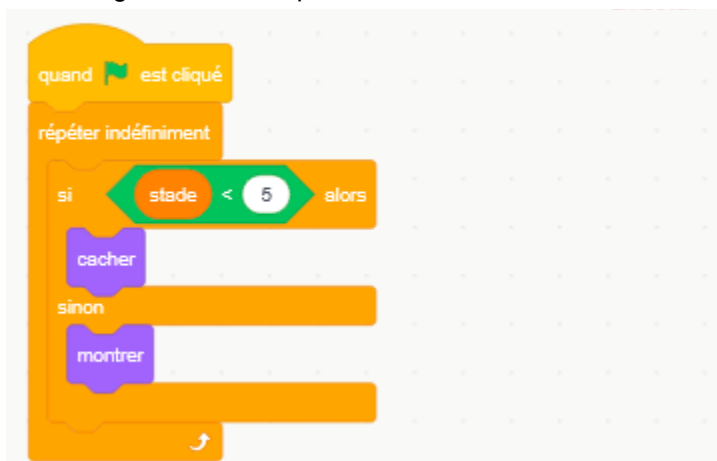 quand est cliqué
répéter indéfiniment
si stade < 5 alors
cacher
sinon
montrer